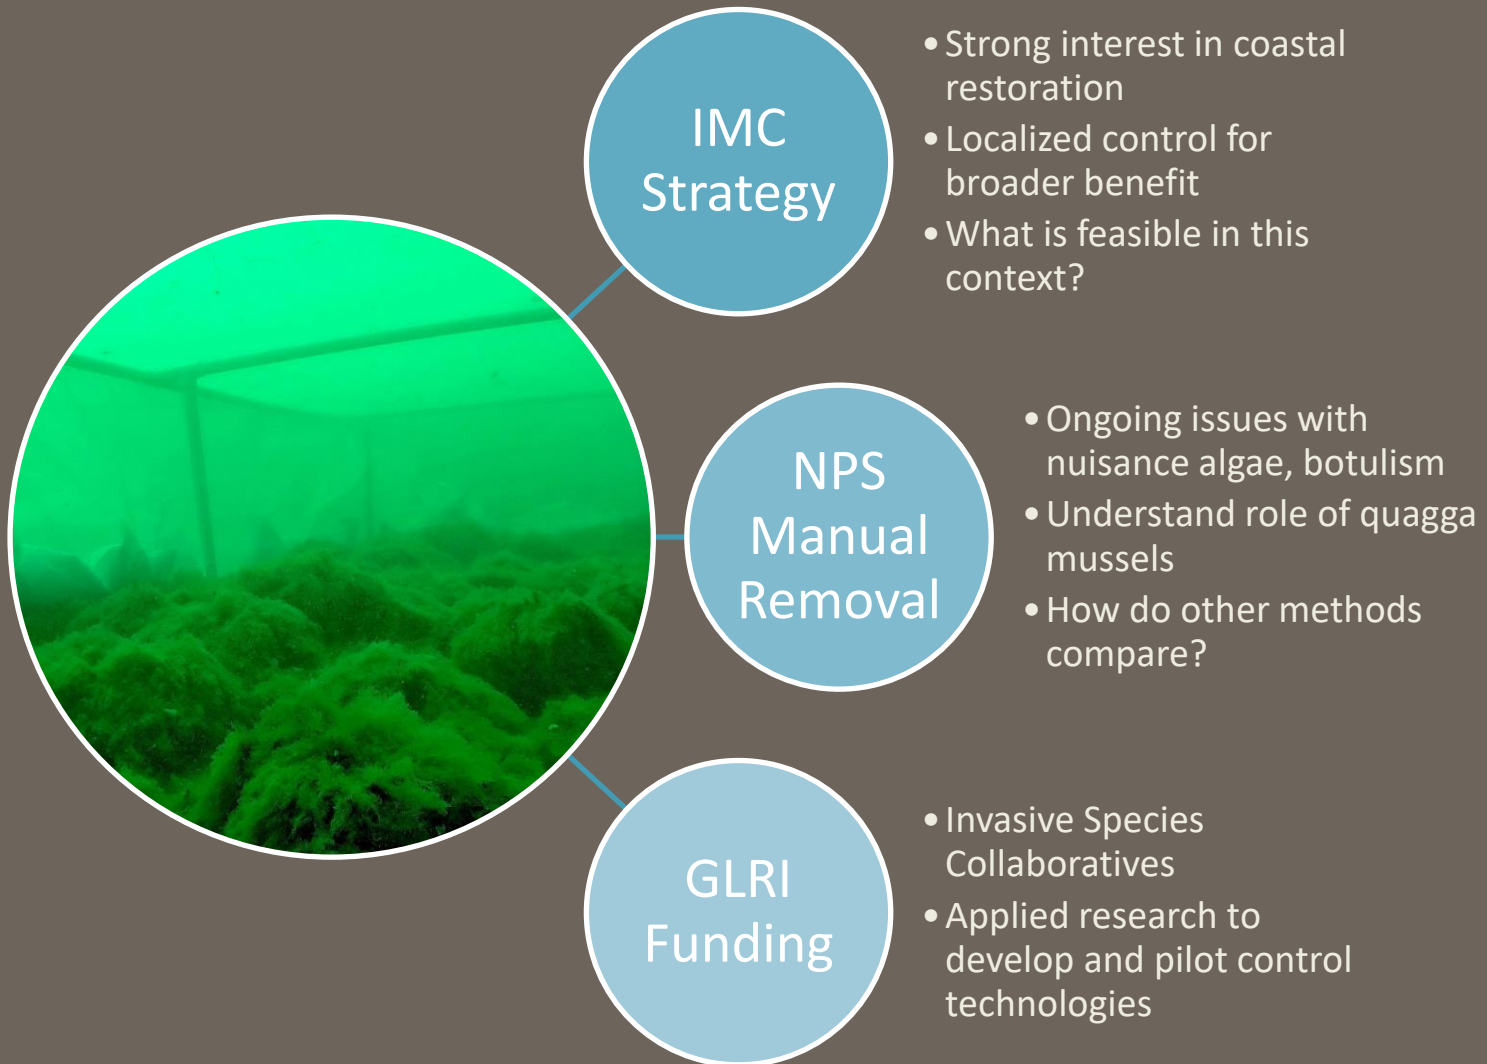 IMC
Strategy
• Strong interest in coastal
restoration
• Localized control for
broader benefit
• What is feasible in this
context?
NPS
Manual
Removal
• Ongoing issues with
nuisance algae, botulism
• Understand role of quagga
mussels
• How do other methods
compare?
GLRI
Funding
• Invasive Species
Collaboratives
• Applied research to
develop and pilot control
technologies